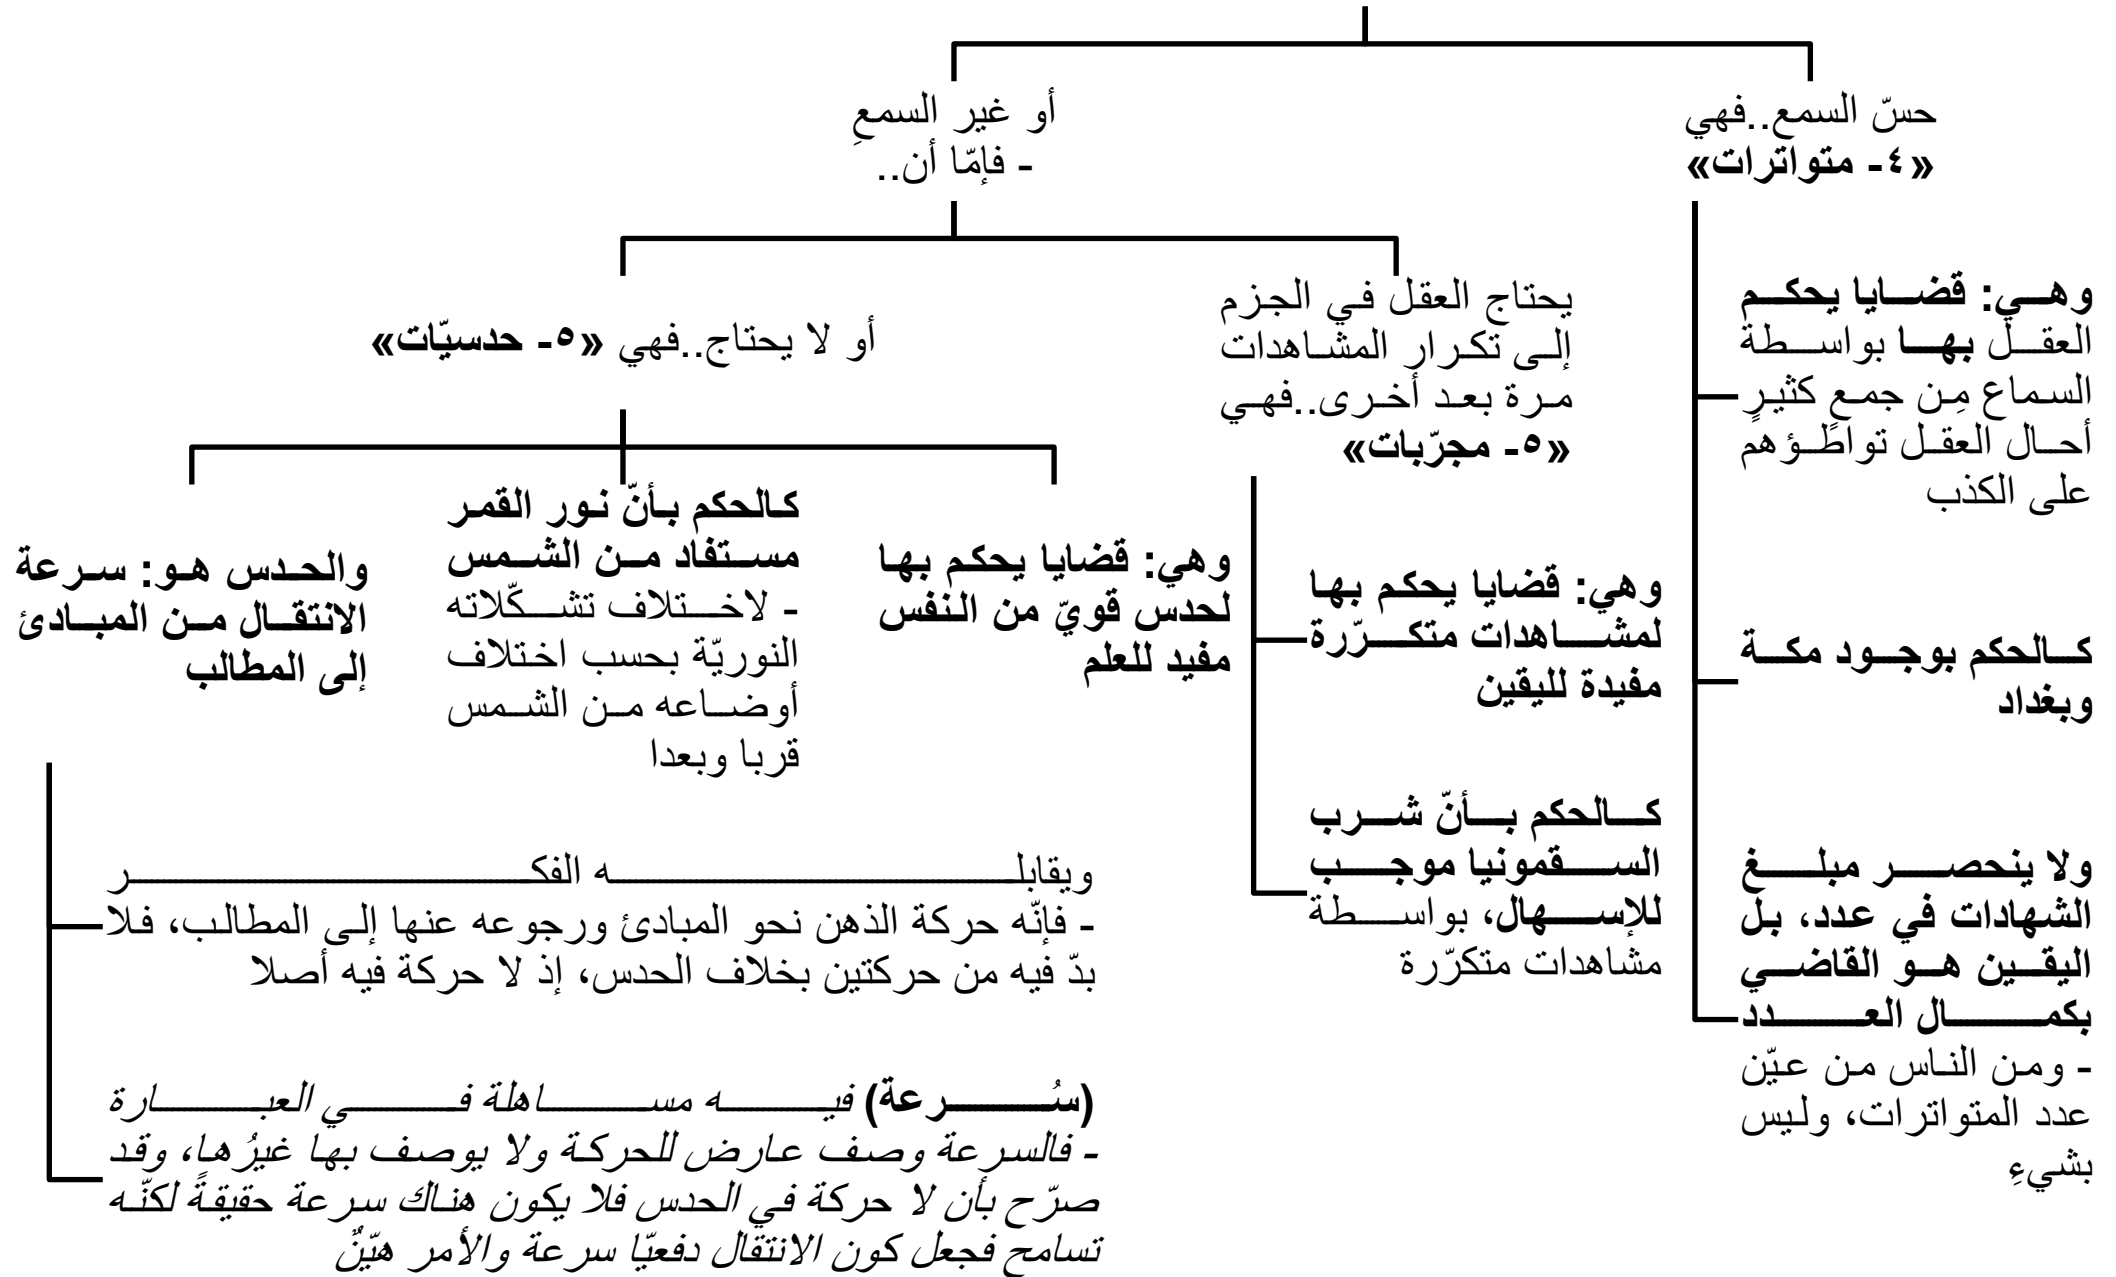 حسّ السمع..فهي
«٤- متواترات»
أو غير السمعِ
- فإمّا أن..
وهي: قضايا يحكم
العقل بها بواسطة
السماع مِن جمعٍ كثيرٍ
أحال العقل تواطؤهم
على الكذب
كالحكم بوجود مكة
وبغداد
ولا ينحصر مبلغ
الشهادات في عدد، بل
اليقين هو القاضي
بكمال العدد
- ومن الناس من عيّن
عدد المتواترات، وليس
بشيءِ
يحتاج العقل في الجزم
إلى تكرار المشاهدات
مرة بعد أخرى..فهي
«٥- مجرّبات»
وهي: قضايا يحكم بها
لمشاهدات متكرّرة
مفيدة لليقين
كالحكم بأنّ شرب
السقمونيا موجب
للإسهال، بواسطة
مشاهدات متكرّرة
أو لا يحتاج..فهي «٥- حدسيّات»
وهي: قضايا يحكم بها
لحدس قويّ من النفس
مفيد للعلم
كالحكم بأنّ نور القمر
مستفاد من الشمس
- لاختلاف تشكّلاته
النوريّة بحسب اختلاف
أوضاعه من الشمس
قربا وبعدا
والحدس هو: سرعة
الانتقال من المبادئ
إلى المطالب
ويقابله الفكر
- فإنّه حركة الذهن نحو المبادئ ورجوعه عنها إلى المطالب، فلا
بدّ فيه من حركتين بخلاف الحدس، إذ لا حركة فيه أصلا
(سُرعة) فيه مساهلة في العبارة
- فالسرعة وصف عارض للحركة ولا يوصف بها غيرُها، وقد
صرّح بأن لا حركة في الحدس فلا يكون هناك سرعة حقيقةً لكنّه
تسامح فجعل كون الانتقال دفعيّا سرعة والأمر هيّنٌ